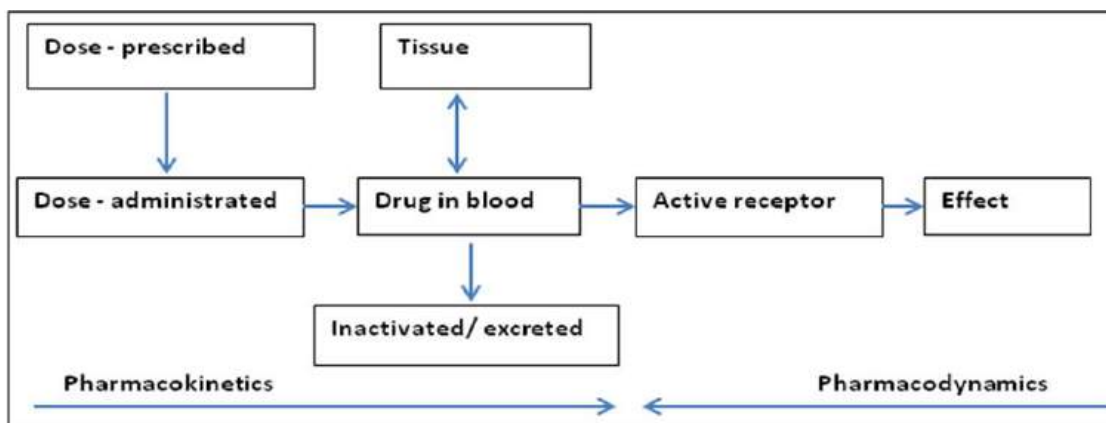 Dose - prescribed
Tissue
Dose - administrated
Drug in blood
Active receptor
Effect
Inactivated/ excreted
Pharmacokinetics
Pharmacodynamics